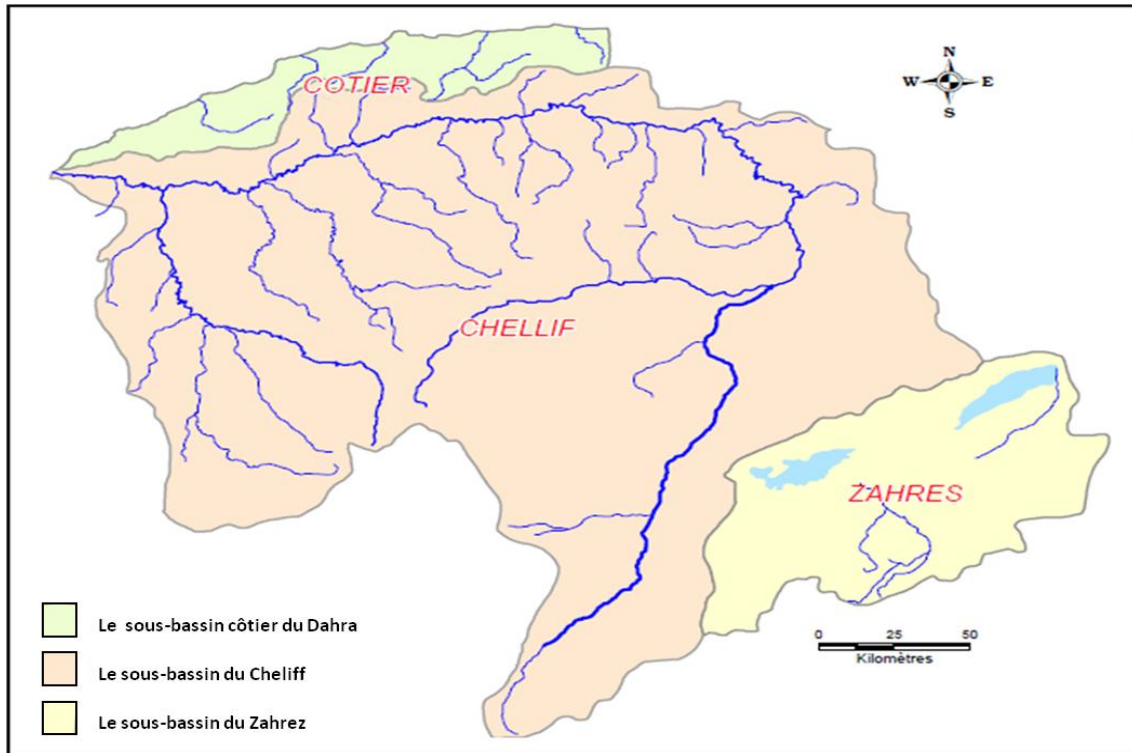 COTIER
N
W E
S
CHELLIF
ZAHRES
Le sous-bassin côtier du Dahra
Le sous-bassin du Cheliff
Le sous-bassin du Zahrez
0 25 50
Kilomètres